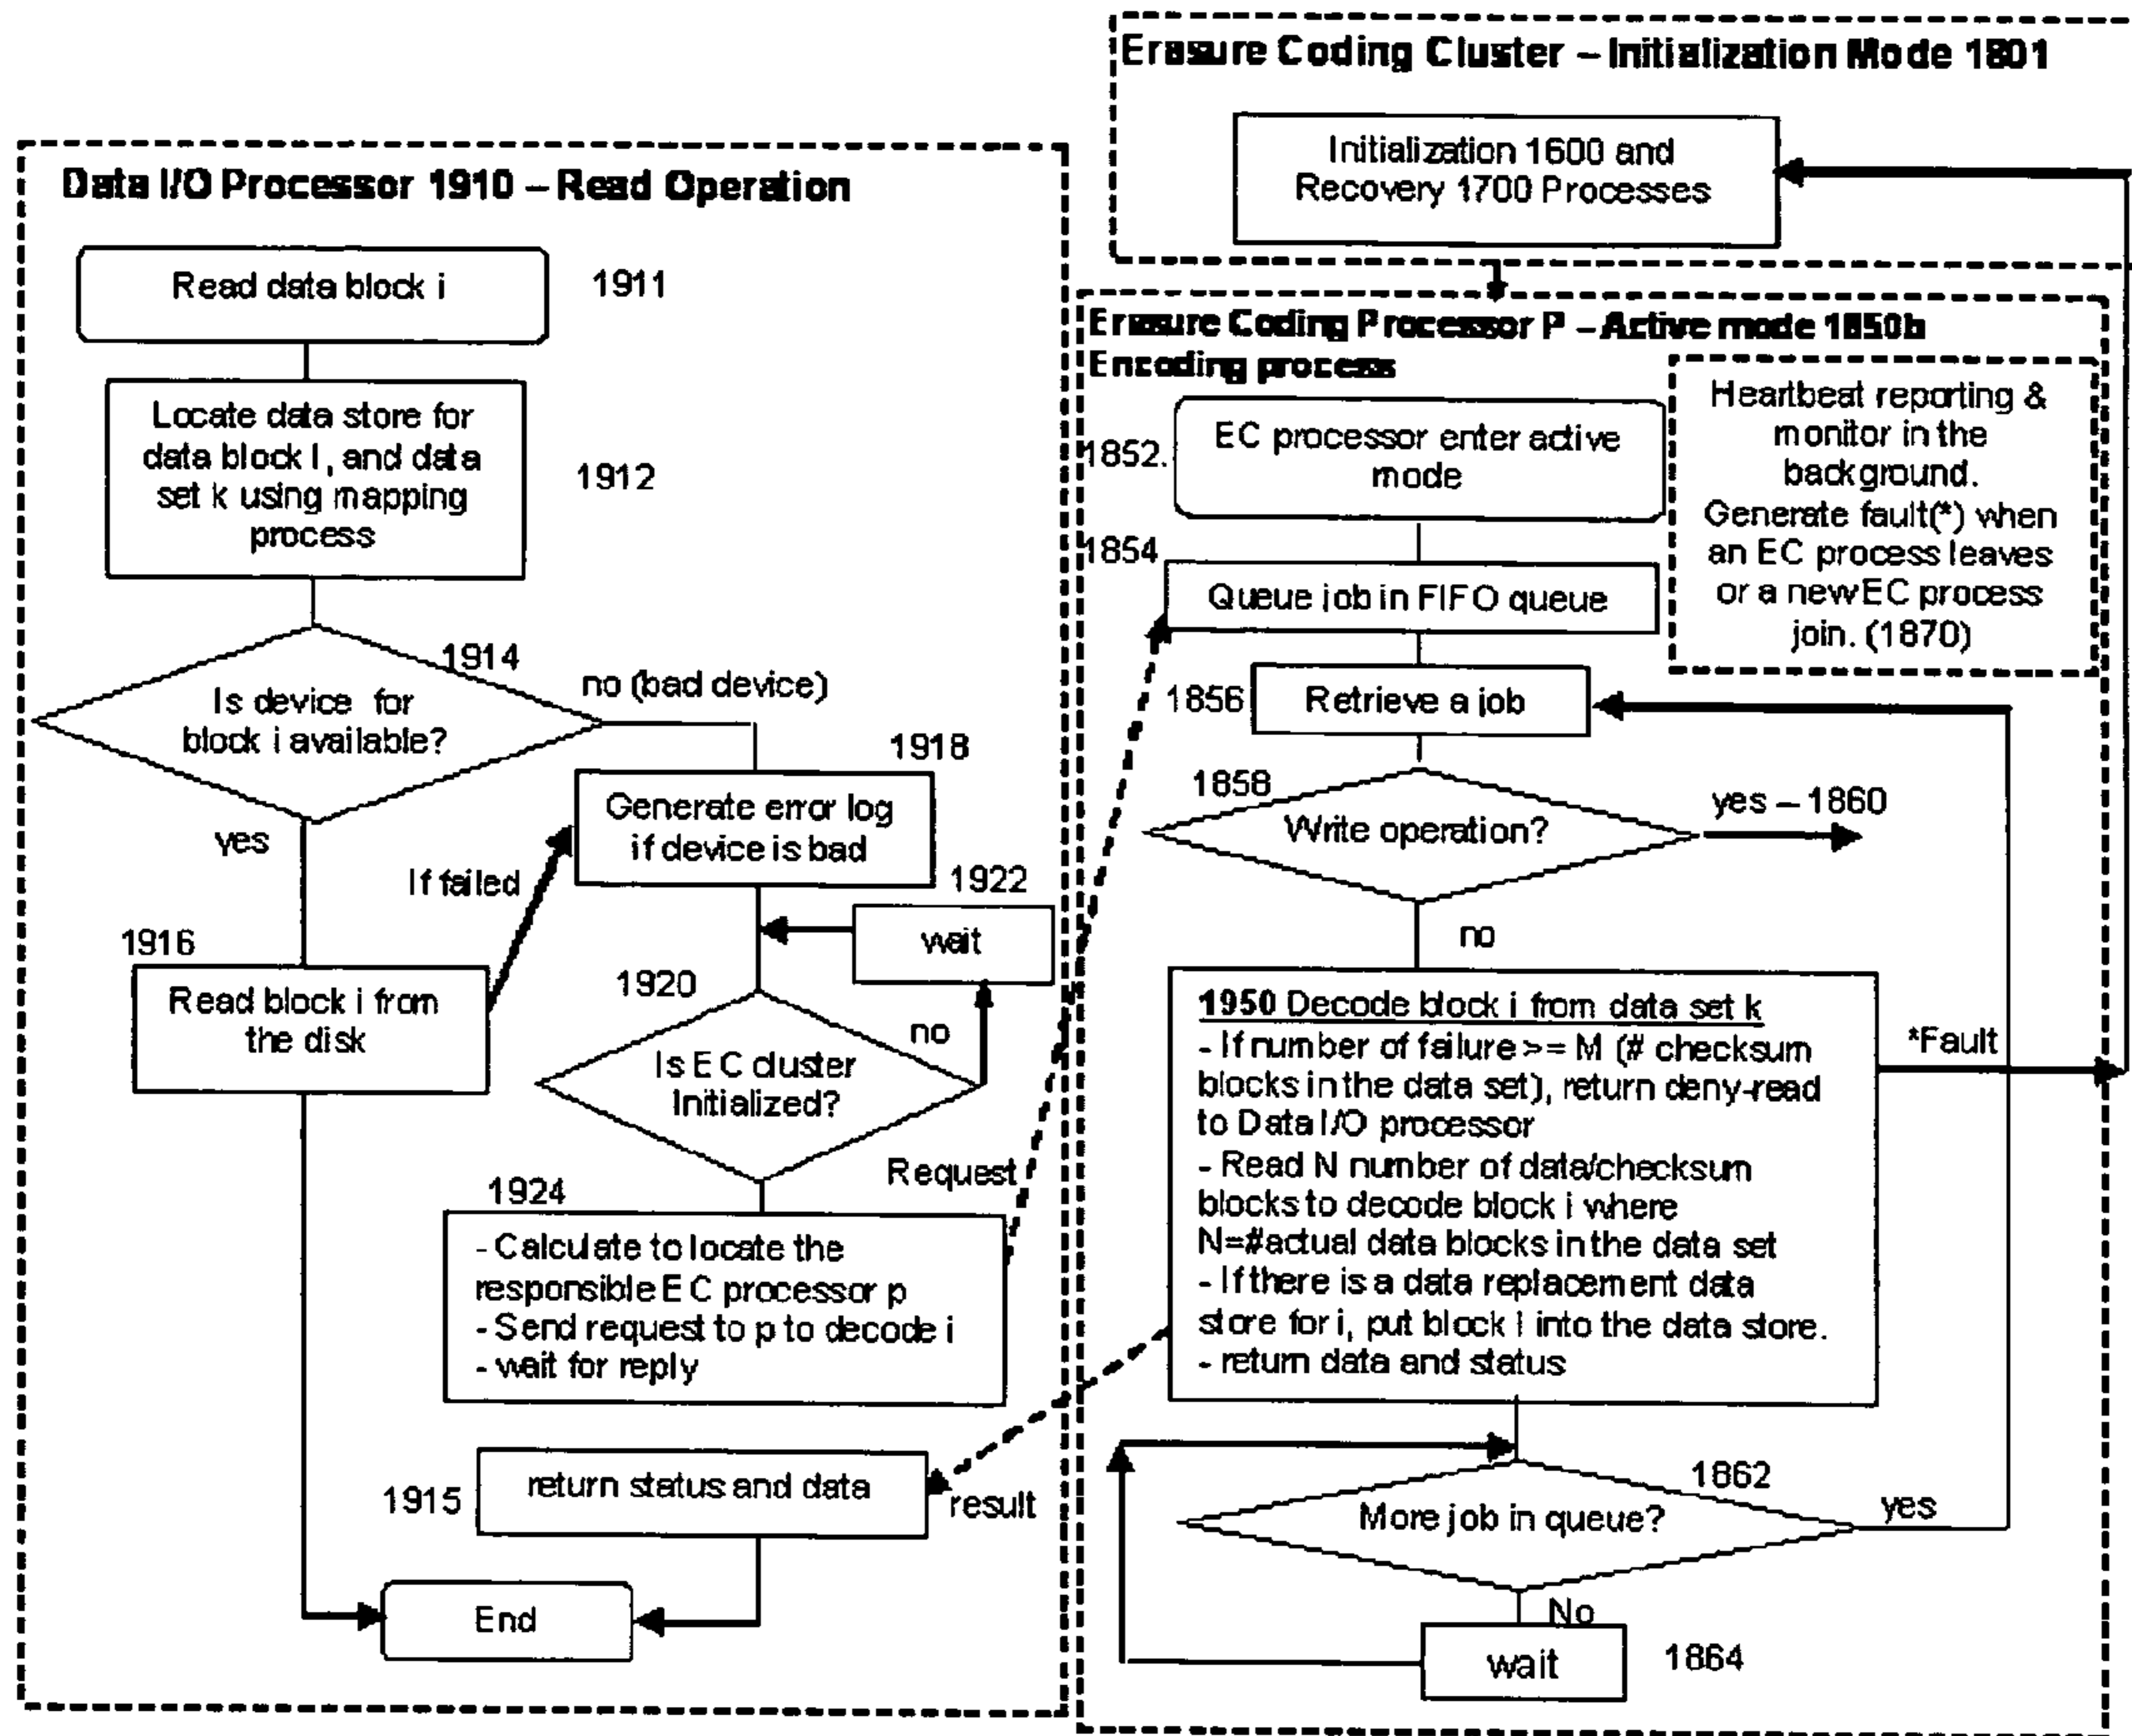 Erasure Coding Cluster – Initialization Mode 1801
Initialization 1600 and
Recovery 1700 Processes
Data I/O Processor 1910 – Read Operation
Read data block i
1911
Locate data store for
data block I, and data
set k using mapping
process
1912
1914
Is device for
block i available?
no (bad device)
yes
1918
Generate error log
if device is bad
If failed
1922
wait
1916
Read block i from
the disk
1920
no
Is EC cluster
Initialized?
Request
1924
- Calculate to locate the
responsible EC processor p
- Send request to p to decode i
- wait for reply
1915
return status and data
result
End
Erasure Coding Processor P – Active mode 1850b
Encoding process
Heartbeat reporting &
monitor in the
background.
Generate fault(*) when
an EC process leaves
or a new EC process
join. (1870)
1852.
EC processor enter active
mode
1854
Queue job in FIFO queue
1856
Retrieve a job
1858
Write operation?
yes – 1860
no
1950 Decode block i from data set k
- If number of failure >= M (# checksum
blocks in the data set), return deny-read
to Data I/O processor
- Read N number of data/checksum
blocks to decode block i where
N=#actual data blocks in the data set
- If there is a data replacement data
store for i, put block I into the data store.
- return data and status
*Fault
1862
More job in queue?
yes
No
wait
1864